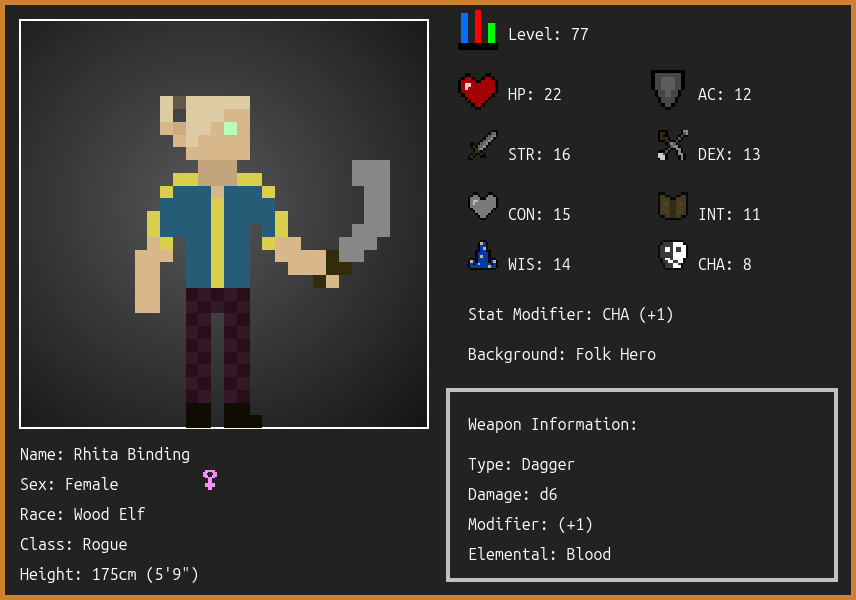 Level: 77
HP: 22
AC: 12
STR: 16
DEX: 13
CON: 15
INT: 11
WIS: 14
CHA: 8
Stat Modifier: CHA (+1)
Background: Folk Hero
Weapon Information:
Type: Dagger
Damage: d6
Modifier: (+1)
Elemental: Blood
Name: Rhita Binding
Sex: Female
Race: Wood Elf
Class: Rogue
Height: 175cm (5'9")